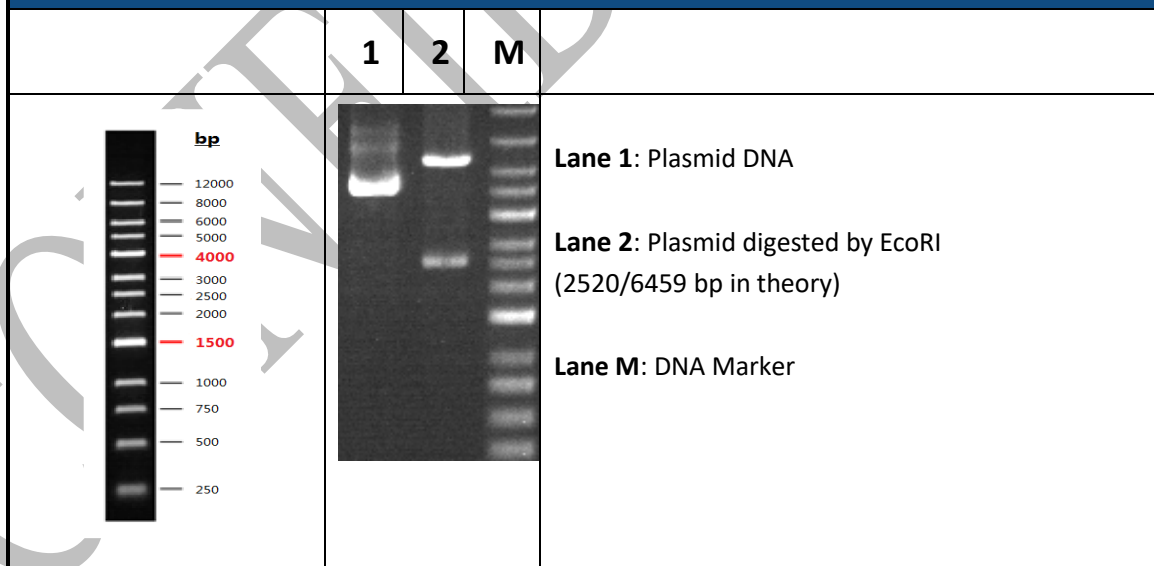 1 2 M
bp
12000
8000
6000
5000
4000
3000
2500
2000
1500
1000
750
500
250
Lane 1: Plasmid DNA
Lane 2: Plasmid digested by EcoRI
(2520/6459 bp in theory)
Lane M: DNA Marker